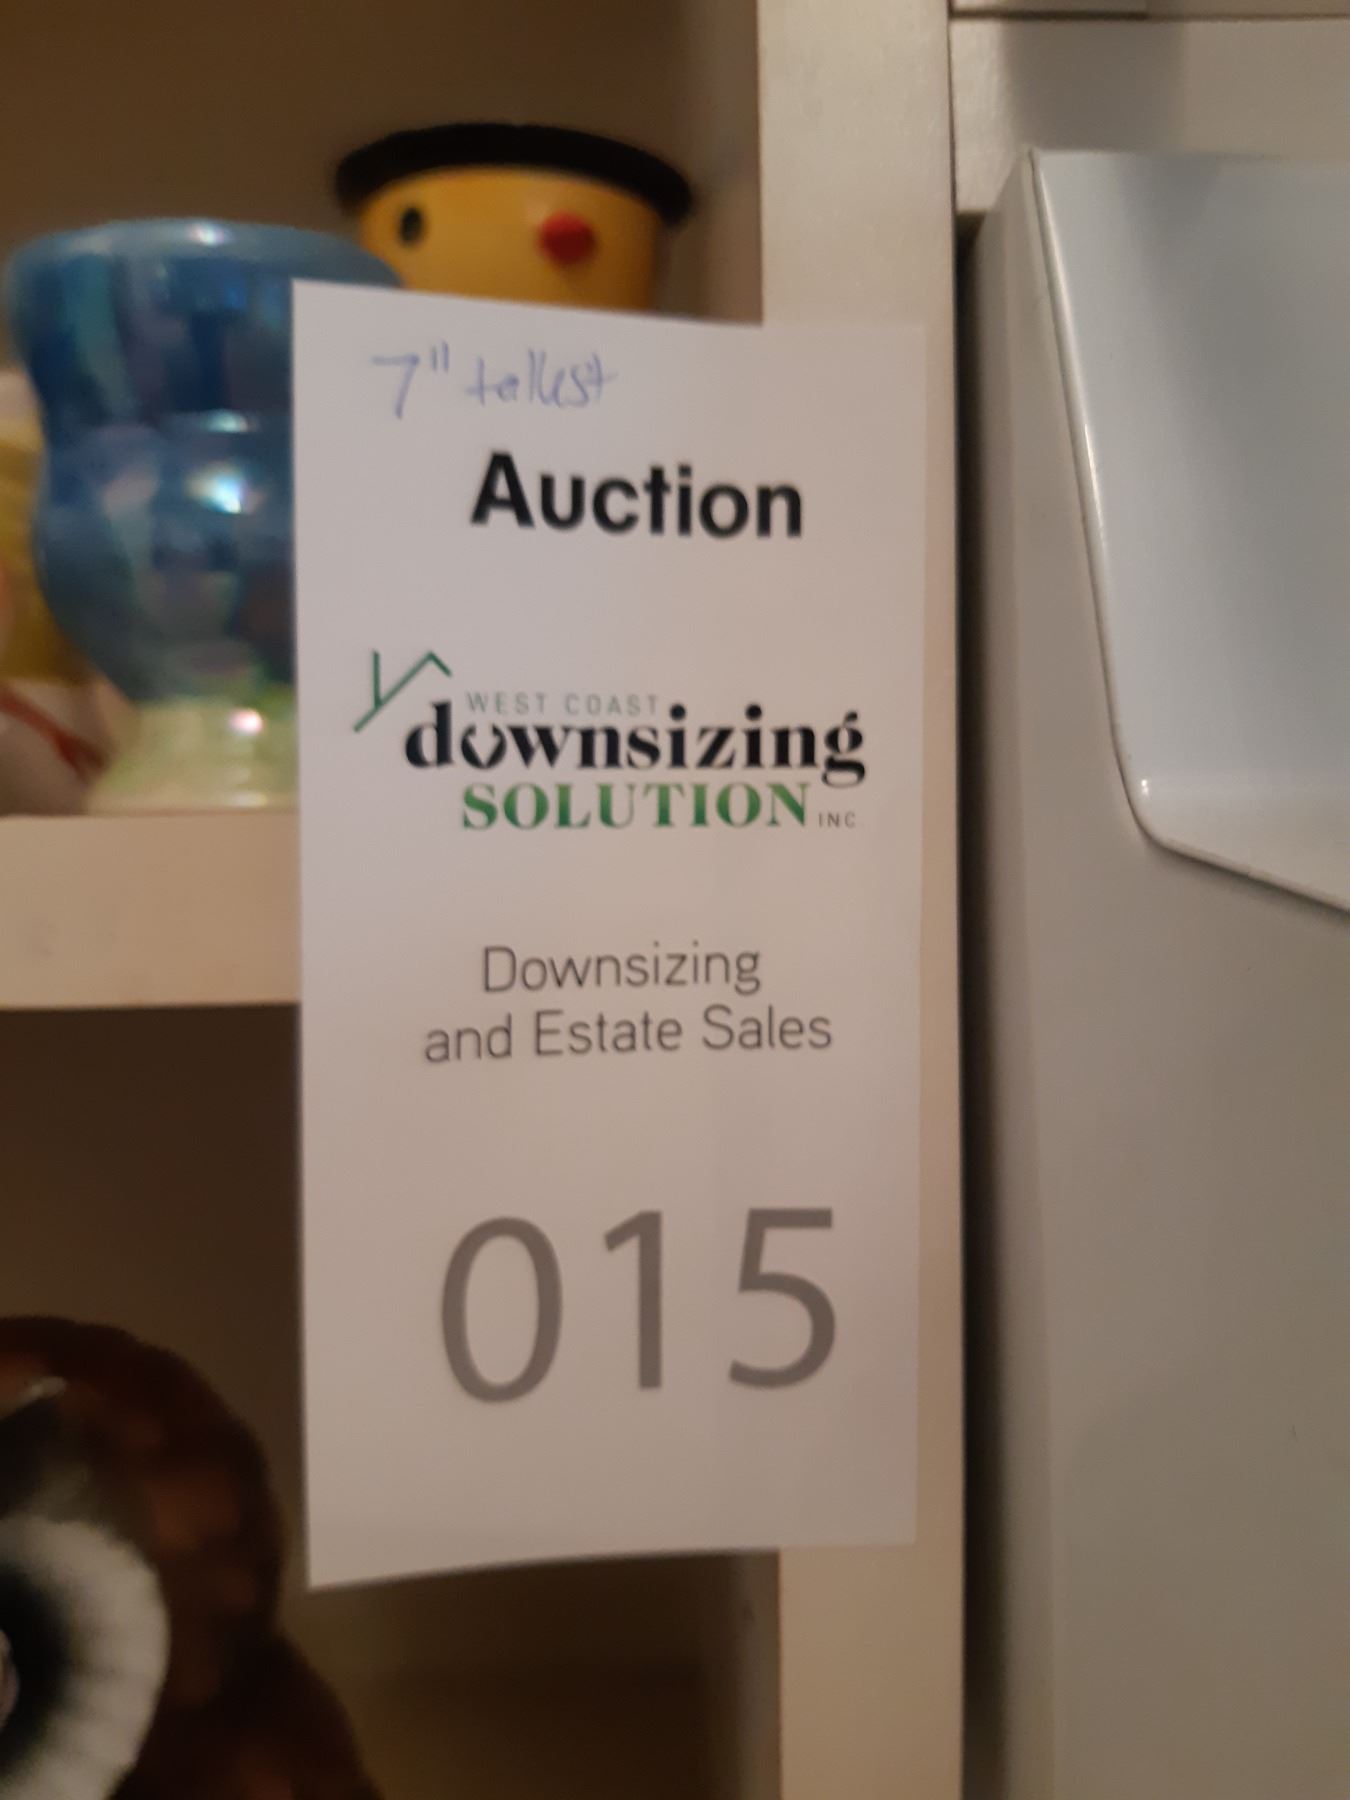 7" tallest
Auction
WEST COAST
downsizing
SOLUTION INC.
Downsizing
and Estate Sales
015